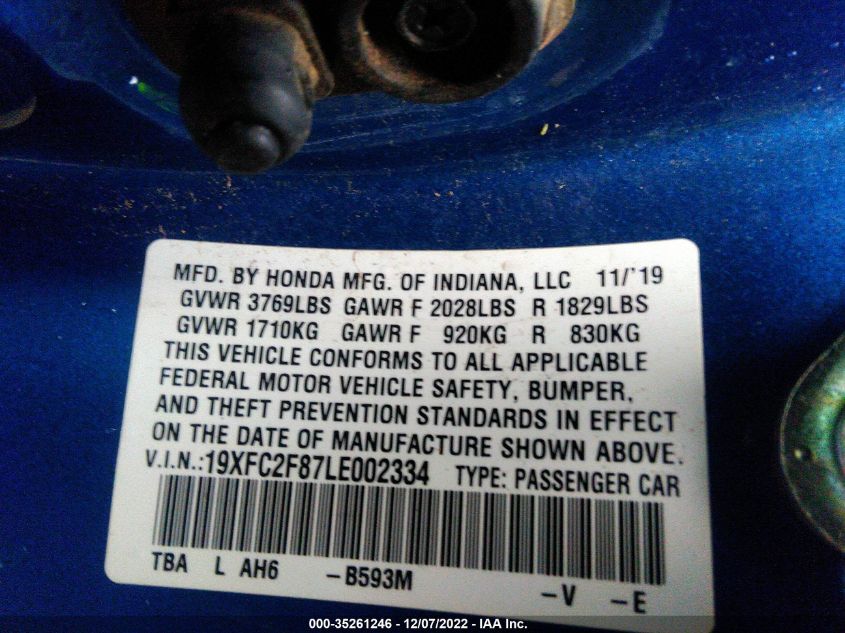 MFD. BY HONDA MFG. OF INDIANA, LLC 11/'19
GVWR 3769LBS GAWR F 2028LBS R 1829LBS
GVWR 1710KG GAWR F 920KG R 830KG
THIS VEHICLE CONFORMS TO ALL APPLICABLE
FEDERAL MOTOR VEHICLE SAFETY, BUMPER,
AND THEFT PREVENTION STANDARDS IN EFFECT
ON THE DATE OF MANUFACTURE SHOWN ABOVE.
V.I.N.:19XFC2F87LE002334 TYPE: PASSENGER CAR
TBA L AH6 -B593M -V -E
000-35261246 - 12/07/2022 - IAA Inc.